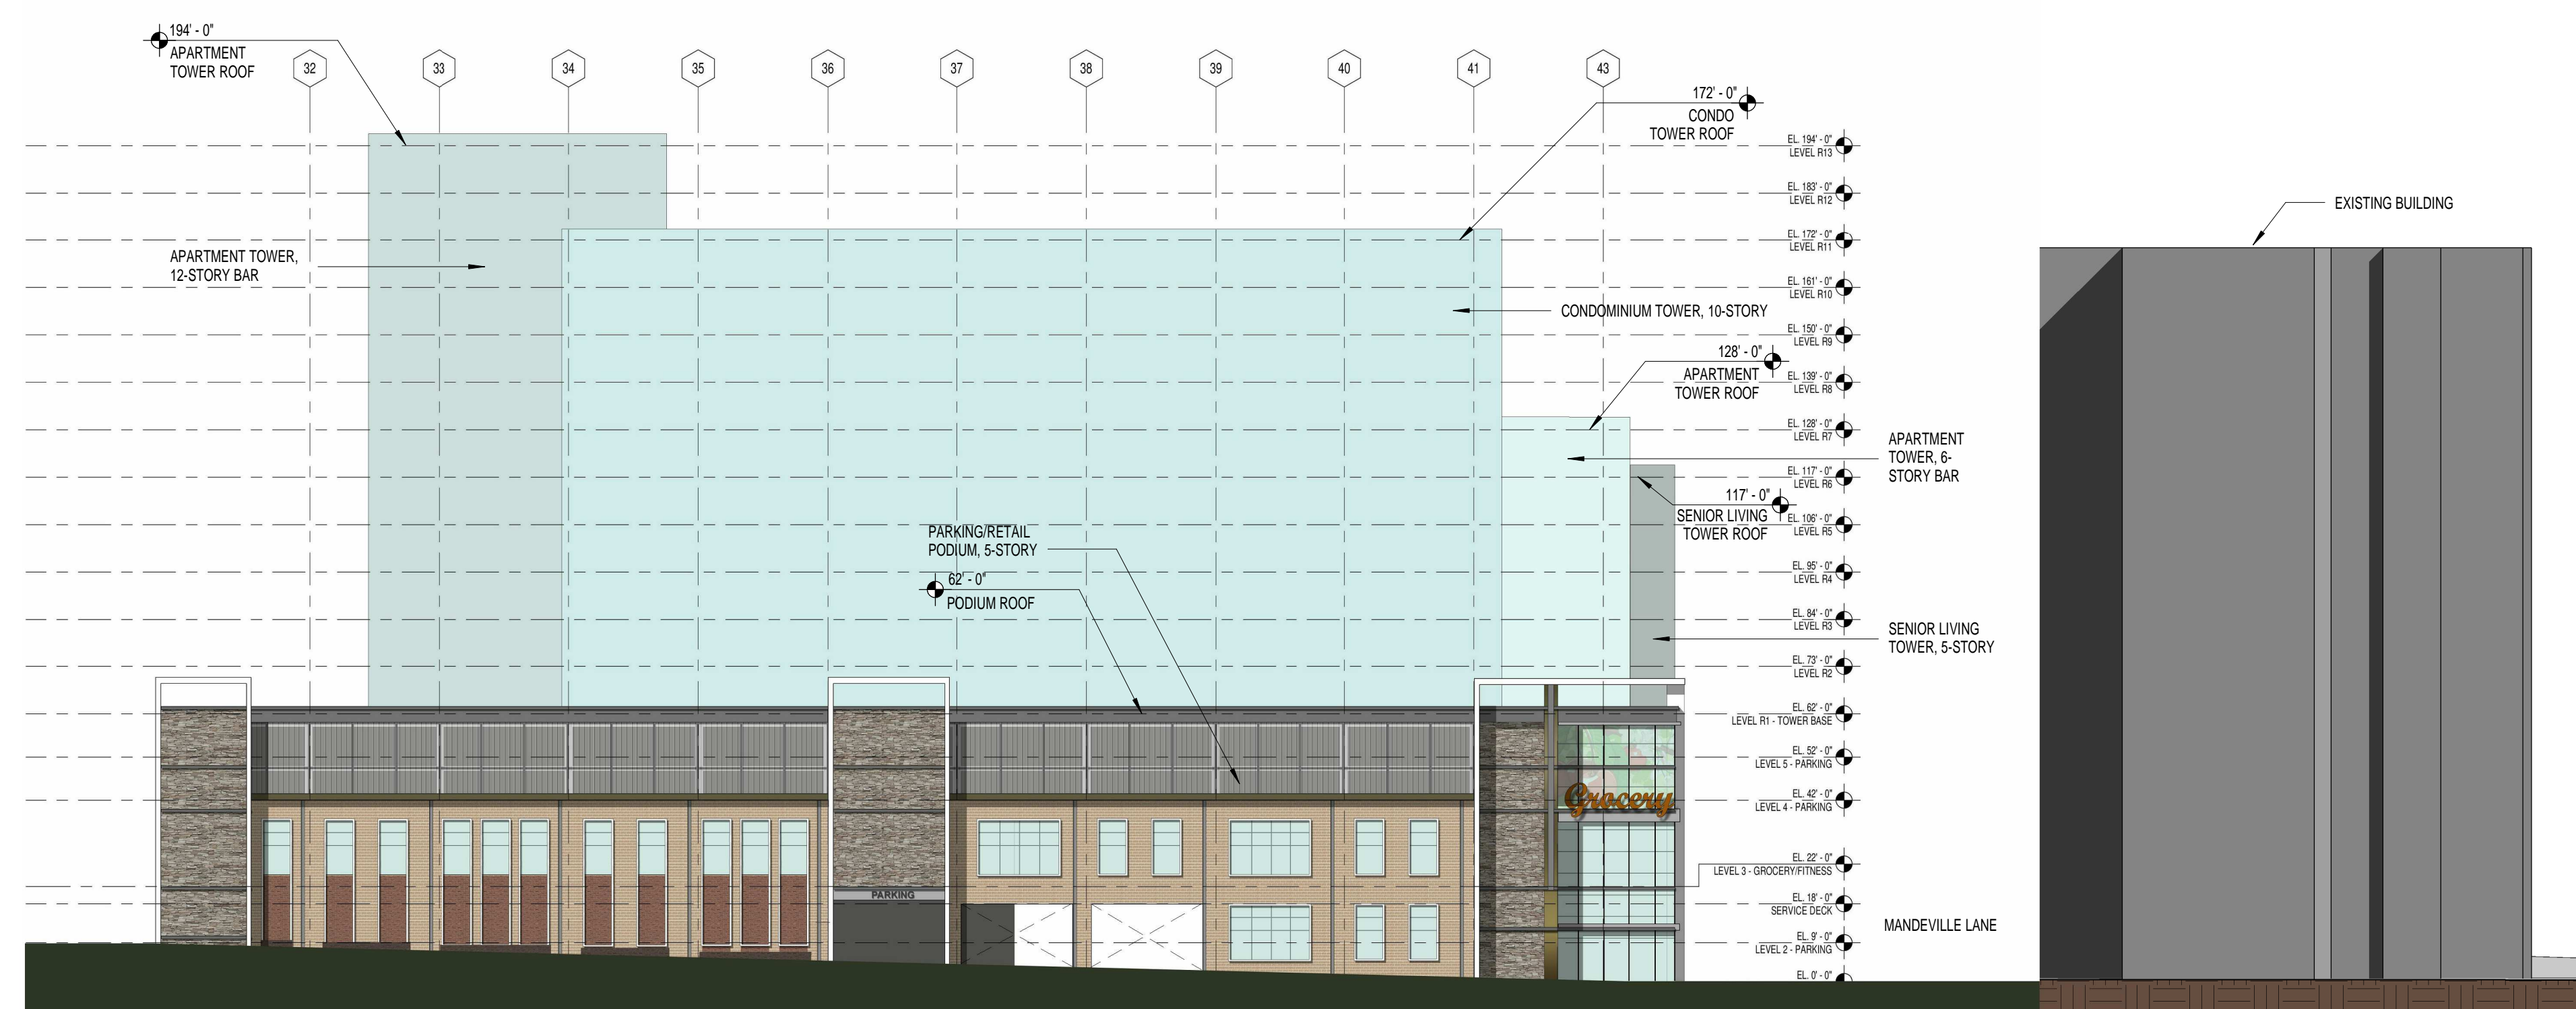 194' - 0"
APARTMENT
TOWER ROOF
32
33
34
35
36
37
38
39
40
41
43
172' - 0"
CONDO
TOWER ROOF
EL. 194' - 0"
LEVEL R13
EL. 183' - 0"
LEVEL R12
EXISTING BUILDING
EL. 172' - 0"
LEVEL R11
APARTMENT TOWER,
12-STORY BAR
EL. 161' - 0"
LEVEL R10
CONDOMINIUM TOWER, 10-STORY
EL. 150' - 0"
LEVEL R9
128' - 0"
APARTMENT
TOWER ROOF
EL. 139' - 0"
LEVEL R8
EL. 128' - 0"
LEVEL R7
APARTMENT
TOWER, 6-
STORY BAR
EL. 117' - 0"
LEVEL R6
117' - 0"
SENIOR LIVING
TOWER ROOF
EL. 106' - 0"
LEVEL R5
PARKING/RETAIL
PODIUM, 5-STORY
62' - 0"
PODIUM ROOF
EL. 95' - 0"
LEVEL R4
EL. 84' - 0"
LEVEL R3
SENIOR LIVING
TOWER, 5-STORY
EL. 73' - 0"
LEVEL R2
EL. 62' - 0"
LEVEL R1 - TOWER BASE
EL. 52' - 0"
LEVEL 5 - PARKING
EL. 42' - 0"
LEVEL 4 - PARKING
Grocery
EL. 22' - 0"
LEVEL 3 - GROCERY/FITNESS
PARKING
EL. 18' - 0"
SERVICE DECK
MANDEVILLE LANE
EL. 9' - 0"
LEVEL 2 - PARKING
EL. 0' - 0"